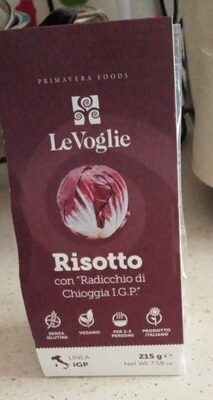 PRIMAVERA FOODS
LeVoglie
Risotto
con "Radicchio di
Chioggia I.G.P."
SENZA GLUTINE
VEGANO
PER 2-3 PERSONE
PRODOTTO ITALIANO
LINEA IGP
215 g e
Net Wt 7.58 oz